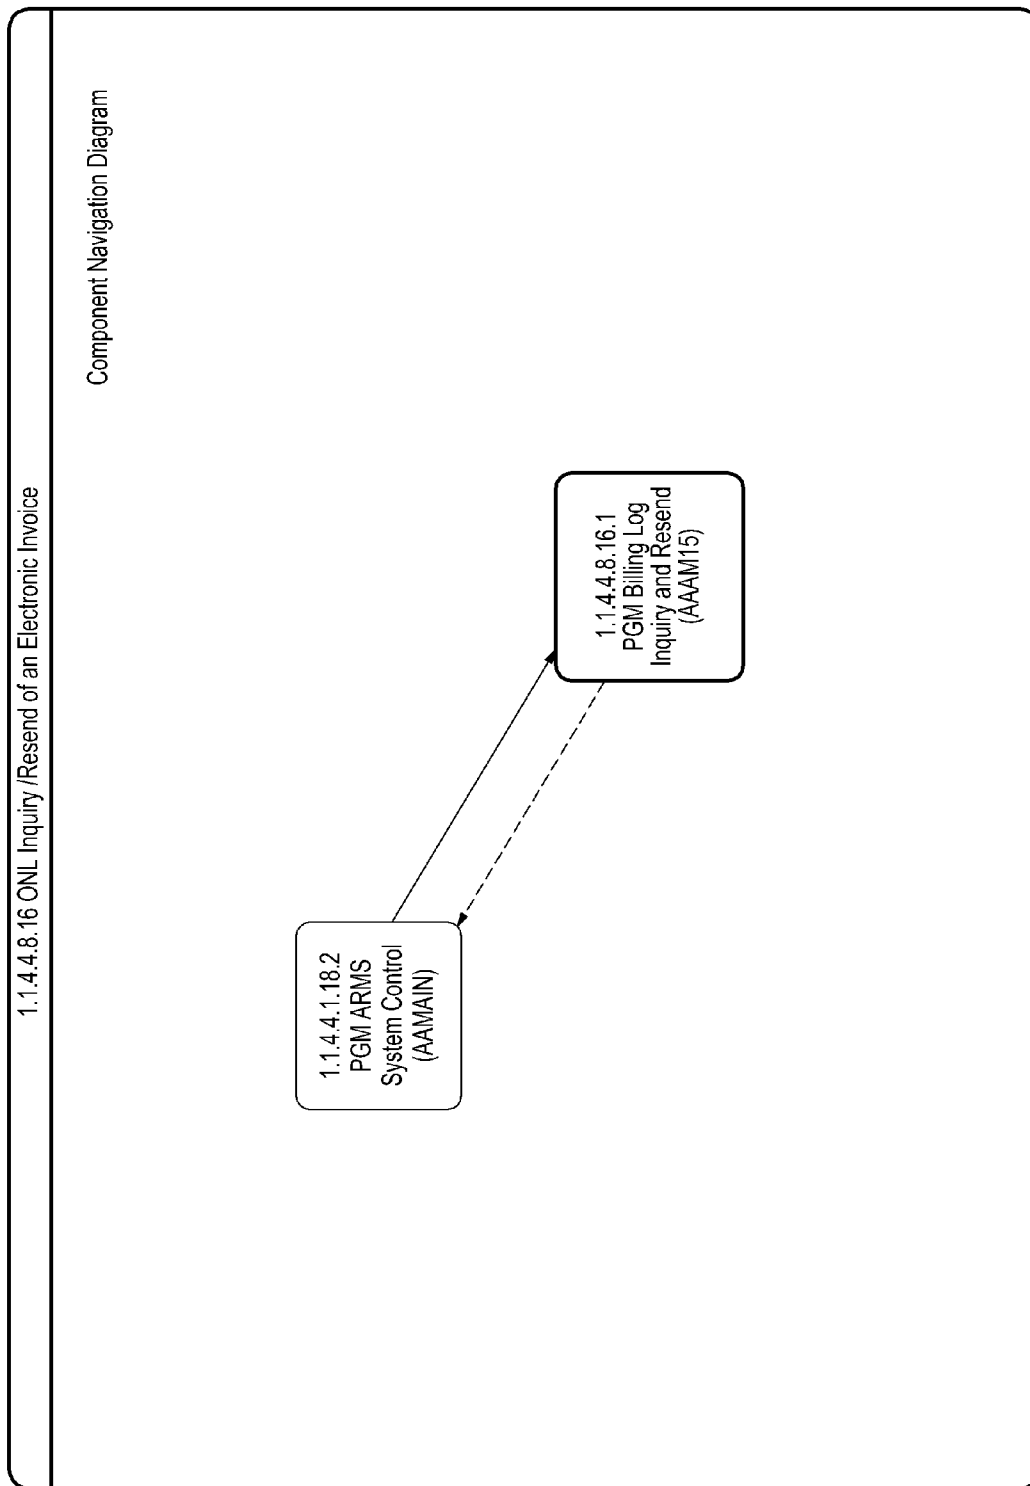 1.1.4.4.8.16 ONL Inquiry /Resend of an Electronic Invoice
Component Navigation Diagram
1.1.4.4.1.18.2
PGM ARMS
System Control
(AAMAIN)
1.1.4.4.8.16.1
PGM Billing Log
Inquiry and Resend
(AAAM15)